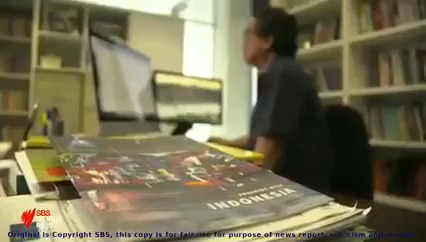 INDONESIA
SBS
Original is Copyright SBS, this copy is for fair use for purpose of news report, criticism and